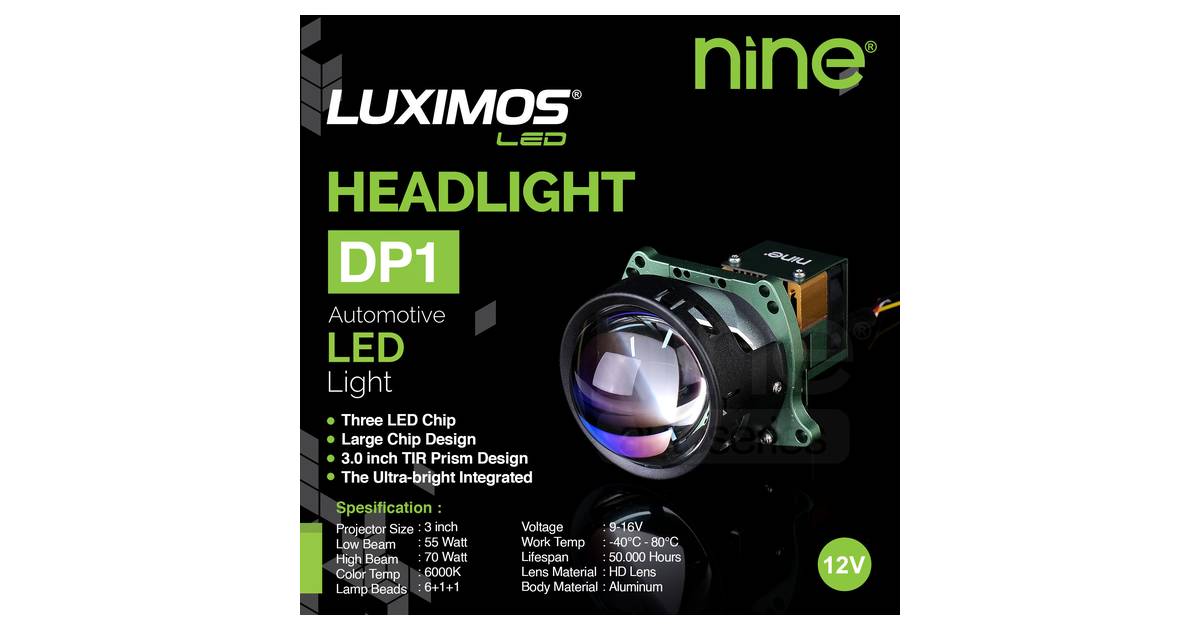 nine®
LUXIMOS®
LED
HEADLIGHT
DP1
nine®
Automotive
LED
Light
Three LED Chip
Large Chip Design
3.0 inch TIR Prism Design
The Ultra-bright Integrated
series
Spesification :
Projector Size : 3 inch
Low Beam : 55 Watt
High Beam : 70 Watt
Color Temp : 6000K
Lamp Beads : 6+1+1
Voltage : 9-16V
Work Temp : -40°C - 80°C
Lifespan : 50.000 Hours
Lens Material : HD Lens
Body Material : Aluminum
12V